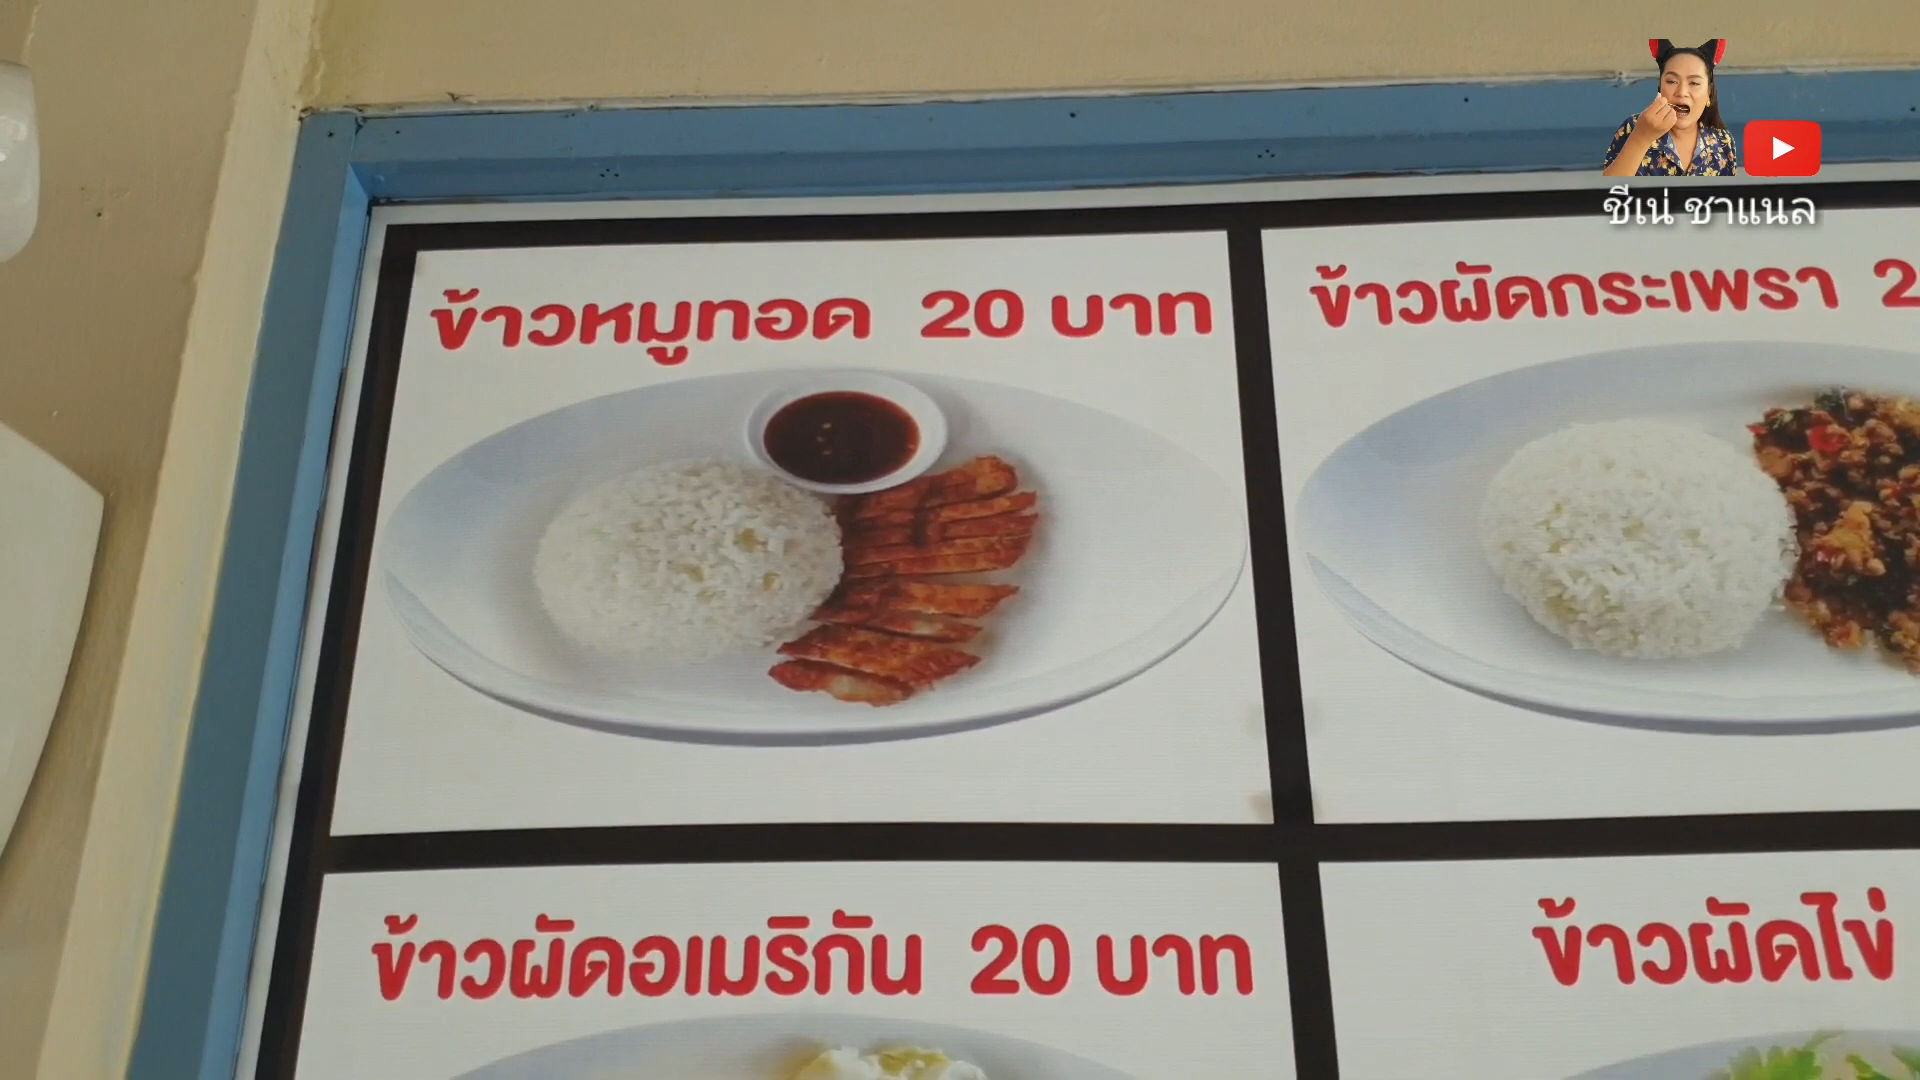 ชีเน่ ชาแนล
ข้าวหมูทอด 20 บาท
ข้าวผัดกระเพรา 2
ข้าวผัดอเมริกัน 20 บาท
ข้าวผัดไข่